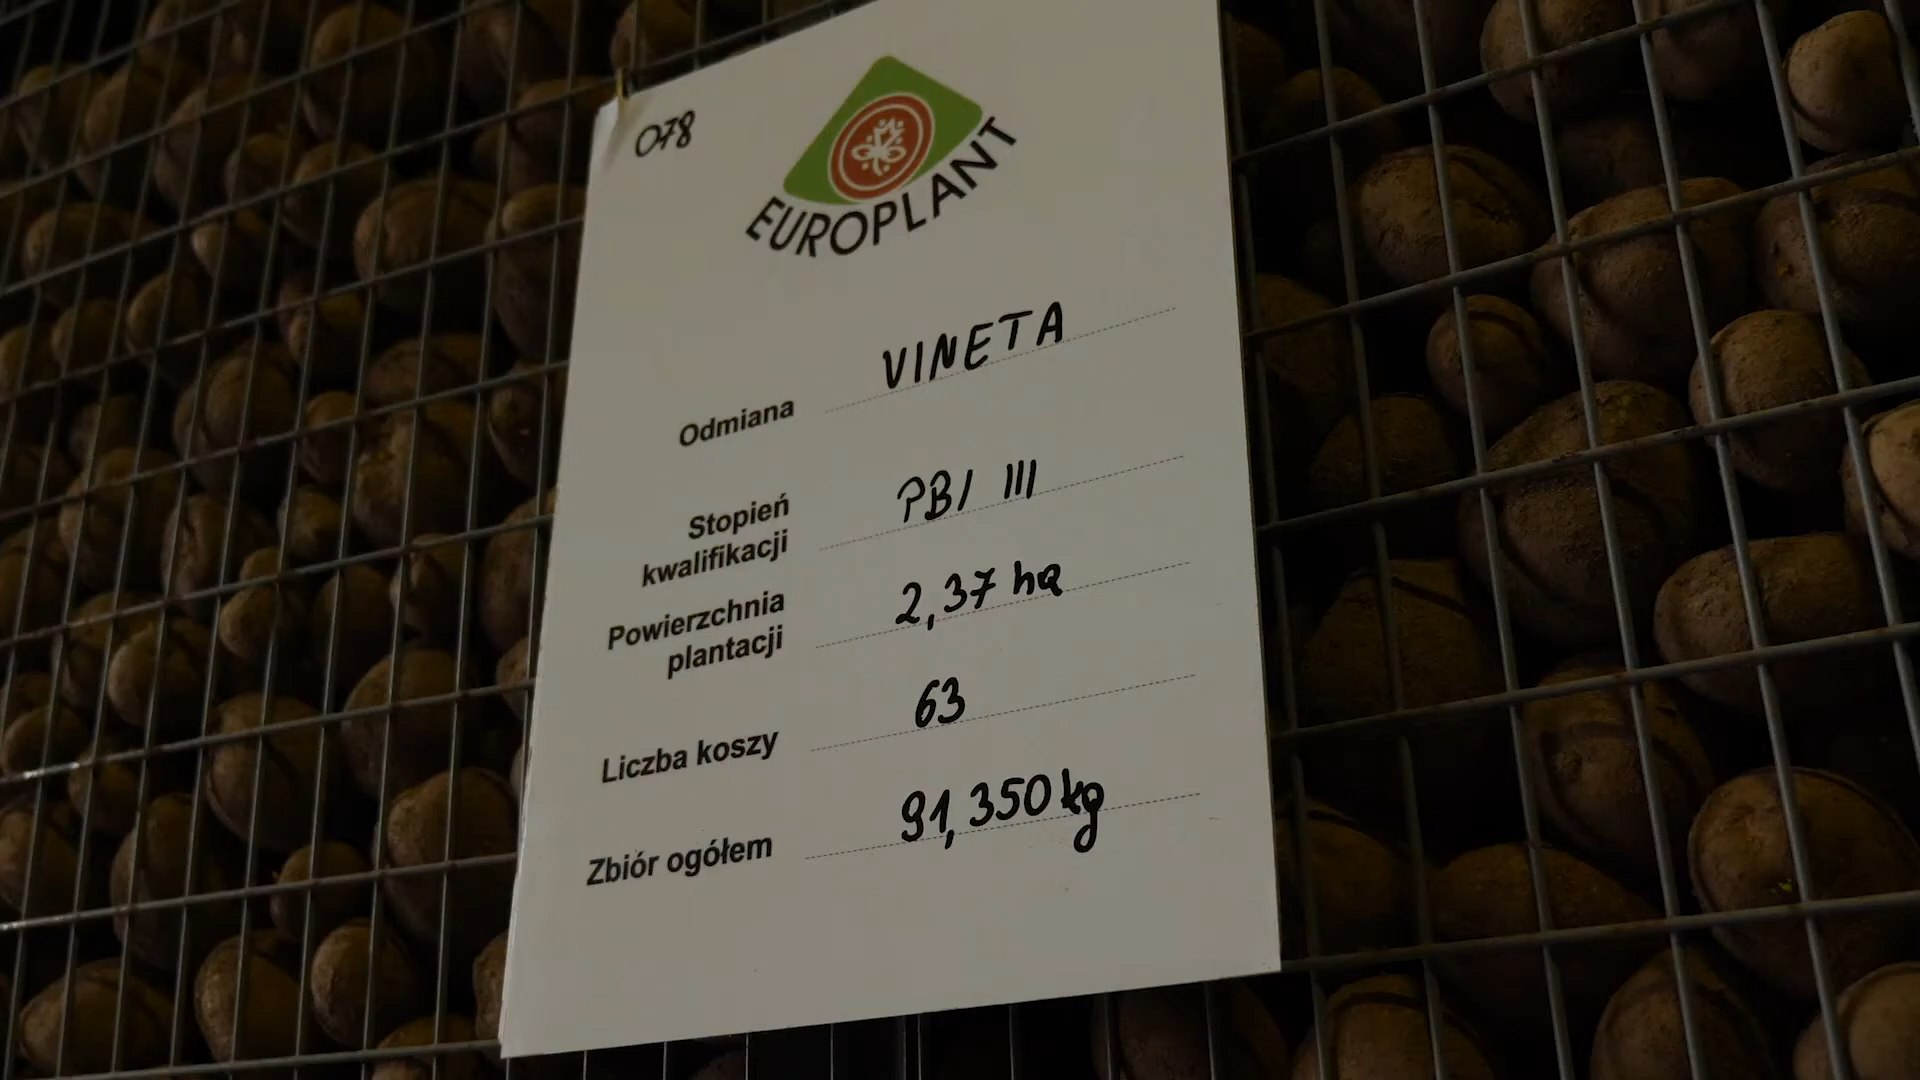 078
EUROPLANT
Odmiana VINETA
Stopień
kwalifikacji PB/ III
Powierzchnia
plantacji 2,37 ha
Liczba koszy 63
Zbiór ogółem 91,350 kg